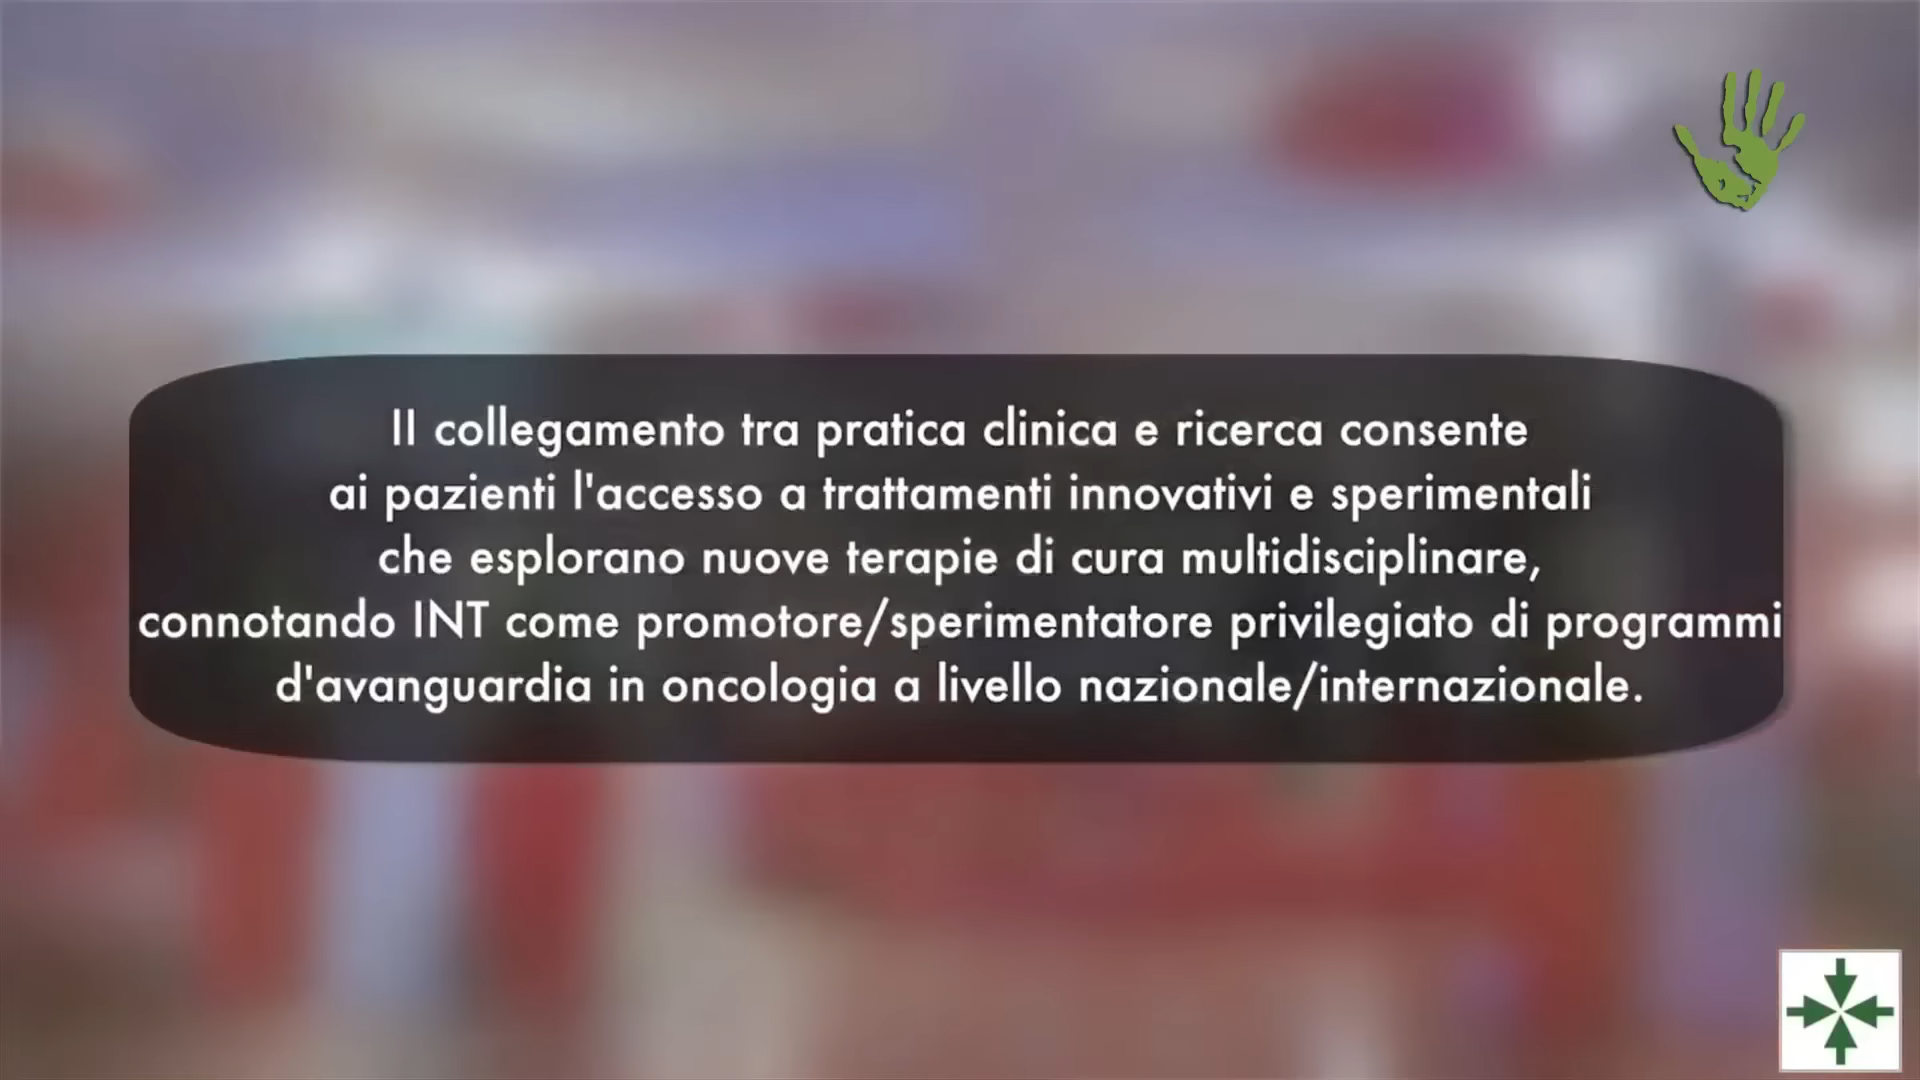 Il collegamento tra pratica clinica e ricerca consente
ai pazienti l'accesso a trattamenti innovativi e sperimentali
che esplorano nuove terapie di cura multidisciplinare,
connotando INT come promotore/sperimentatore privilegiato di programmi
d'avanguardia in oncologia a livello nazionale/internazionale.